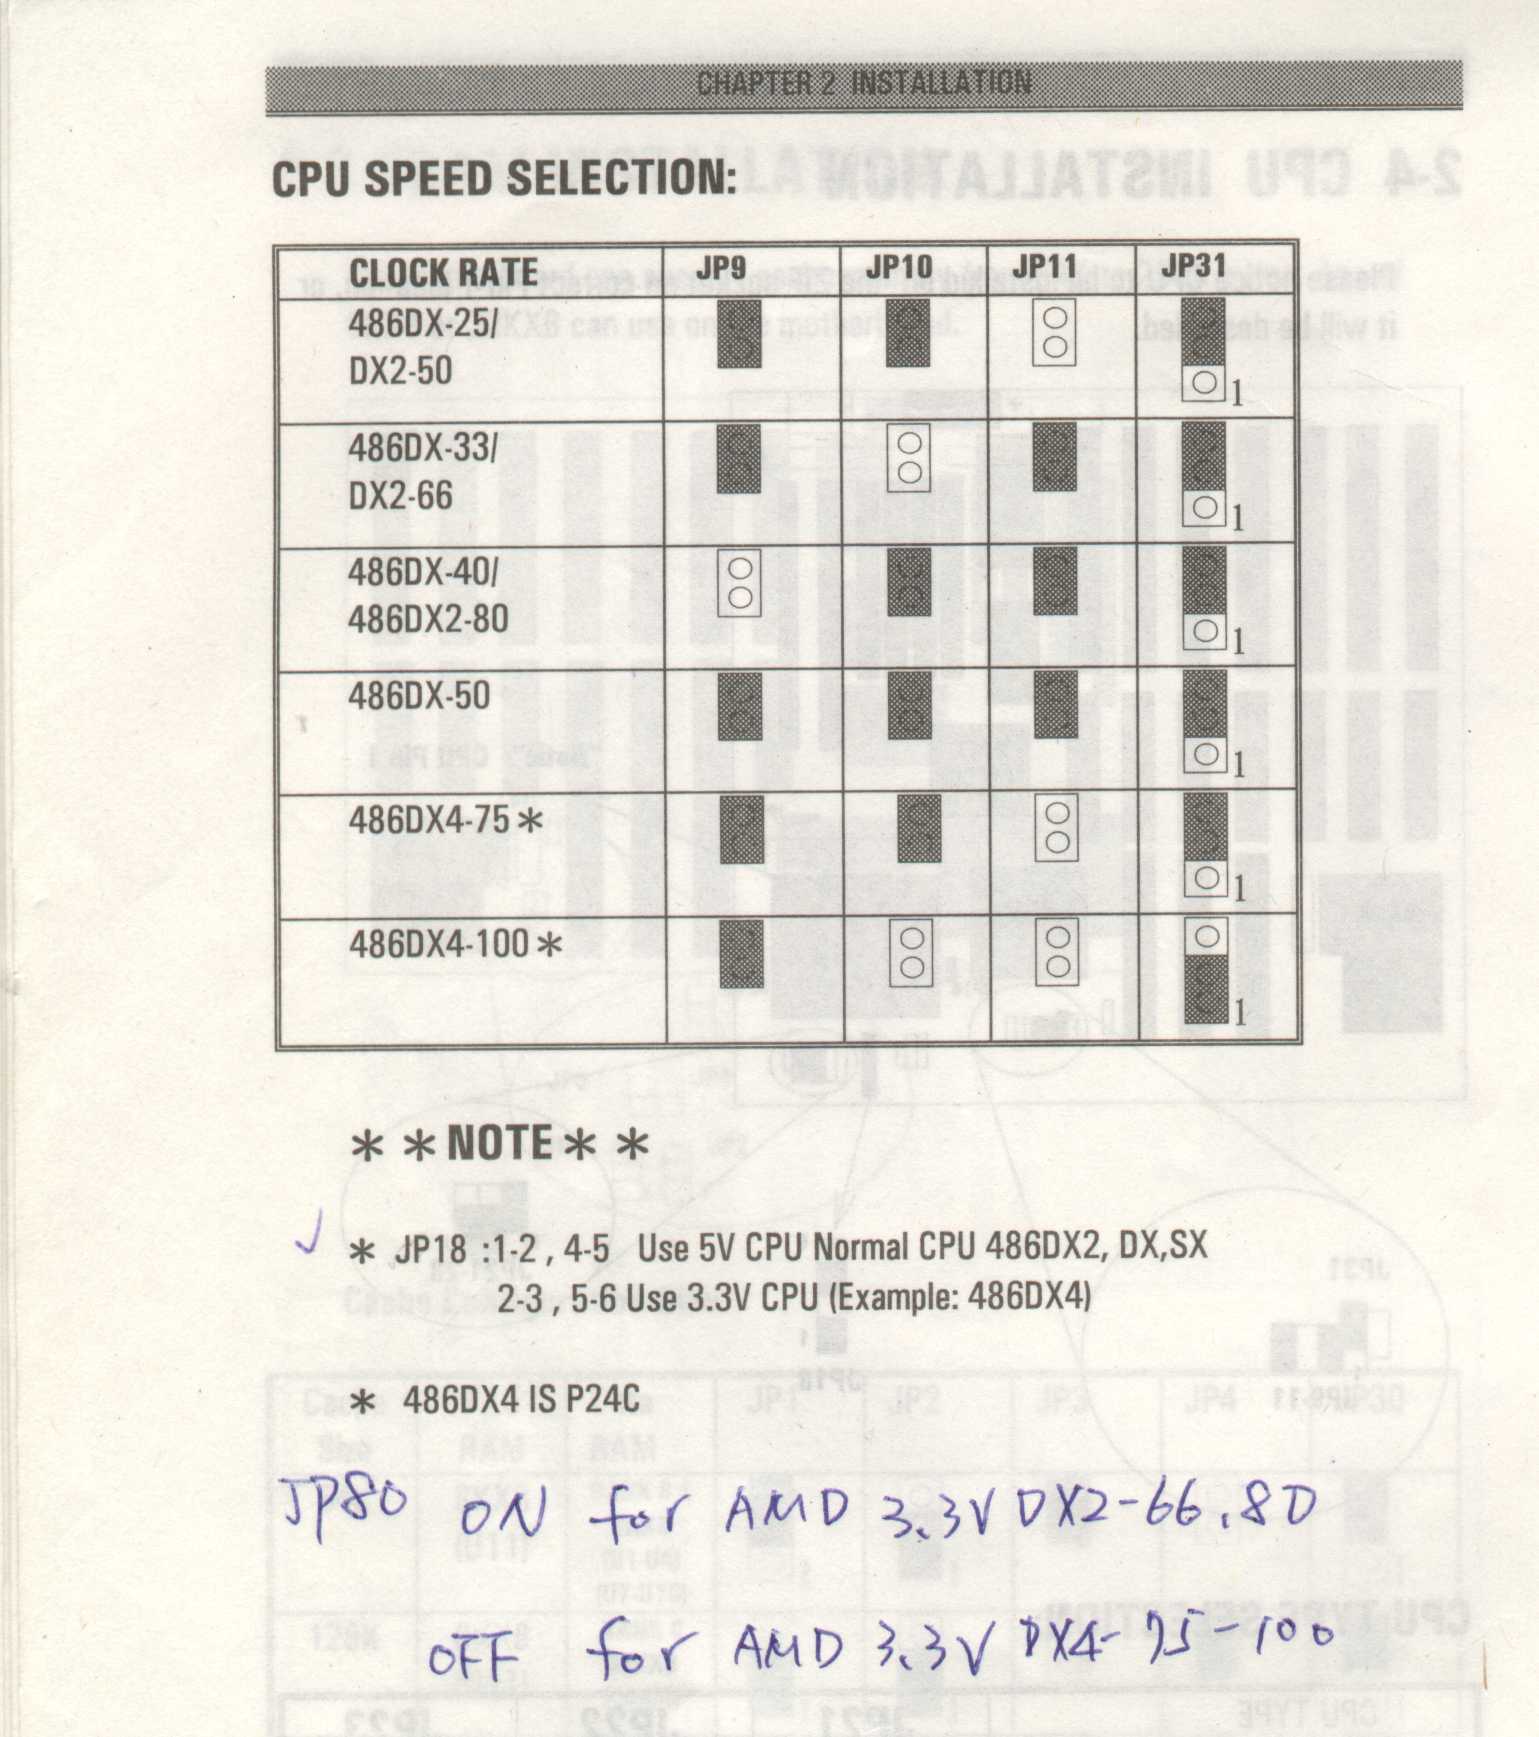 CHAPTER 2 INSTALLATION
CPU SPEED SELECTION:
CLOCK RATE JP9 JP10 JP11 JP31
486DX-25/
DX2-50
1
486DX-33/
DX2-66
1
486DX-40/
486DX2-80
1
486DX-50
1
486DX4-75 *
1
486DX4-100 *
1
* * NOTE * *
* JP18 :1-2 , 4-5 Use 5V CPU Normal CPU 486DX2, DX,SX
2-3 , 5-6 Use 3.3V CPU (Example: 486DX4)
* 486DX4 IS P24C
JP80 ON for AMD 3.3V DX2-66.80
OFF for AMD 3.3V DX4-75-100